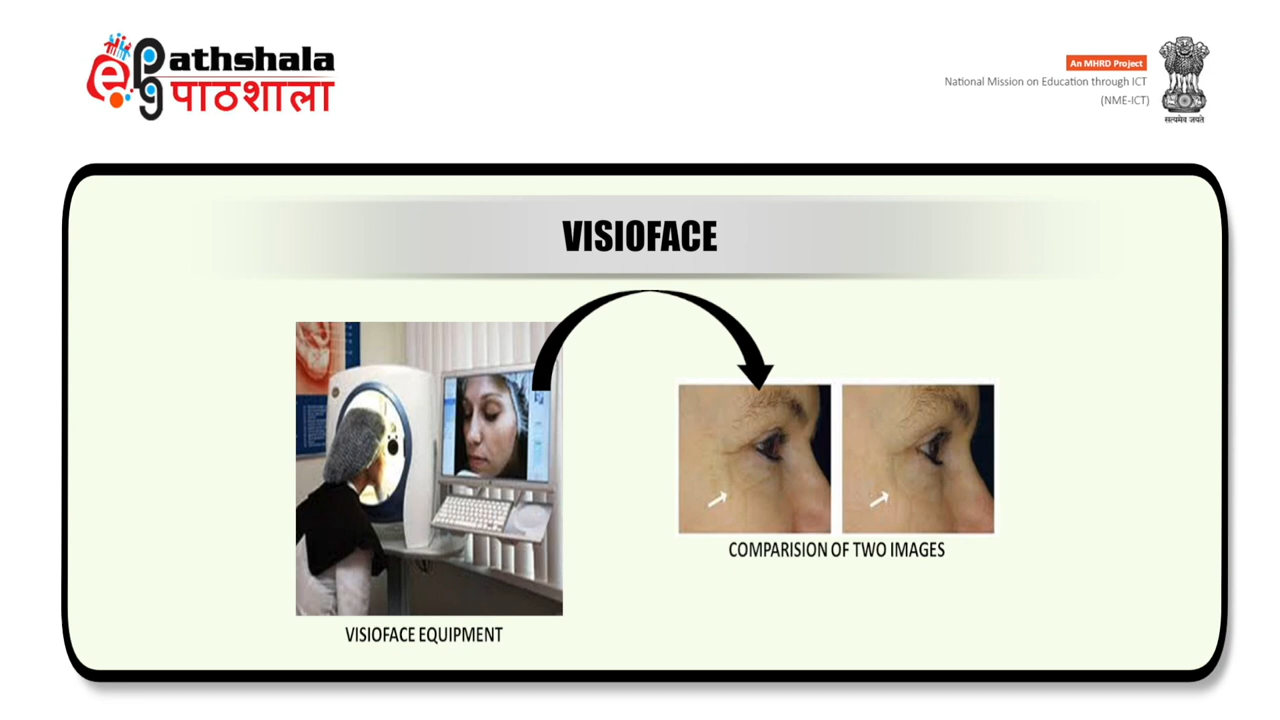 e PG Pathshala
पाठशाला
An MHRD Project
National Mission on Education through ICT
(NME-ICT)
सत्यमेव जयते
VISIOFACE
COMPARISION OF TWO IMAGES
VISIOFACE EQUIPMENT